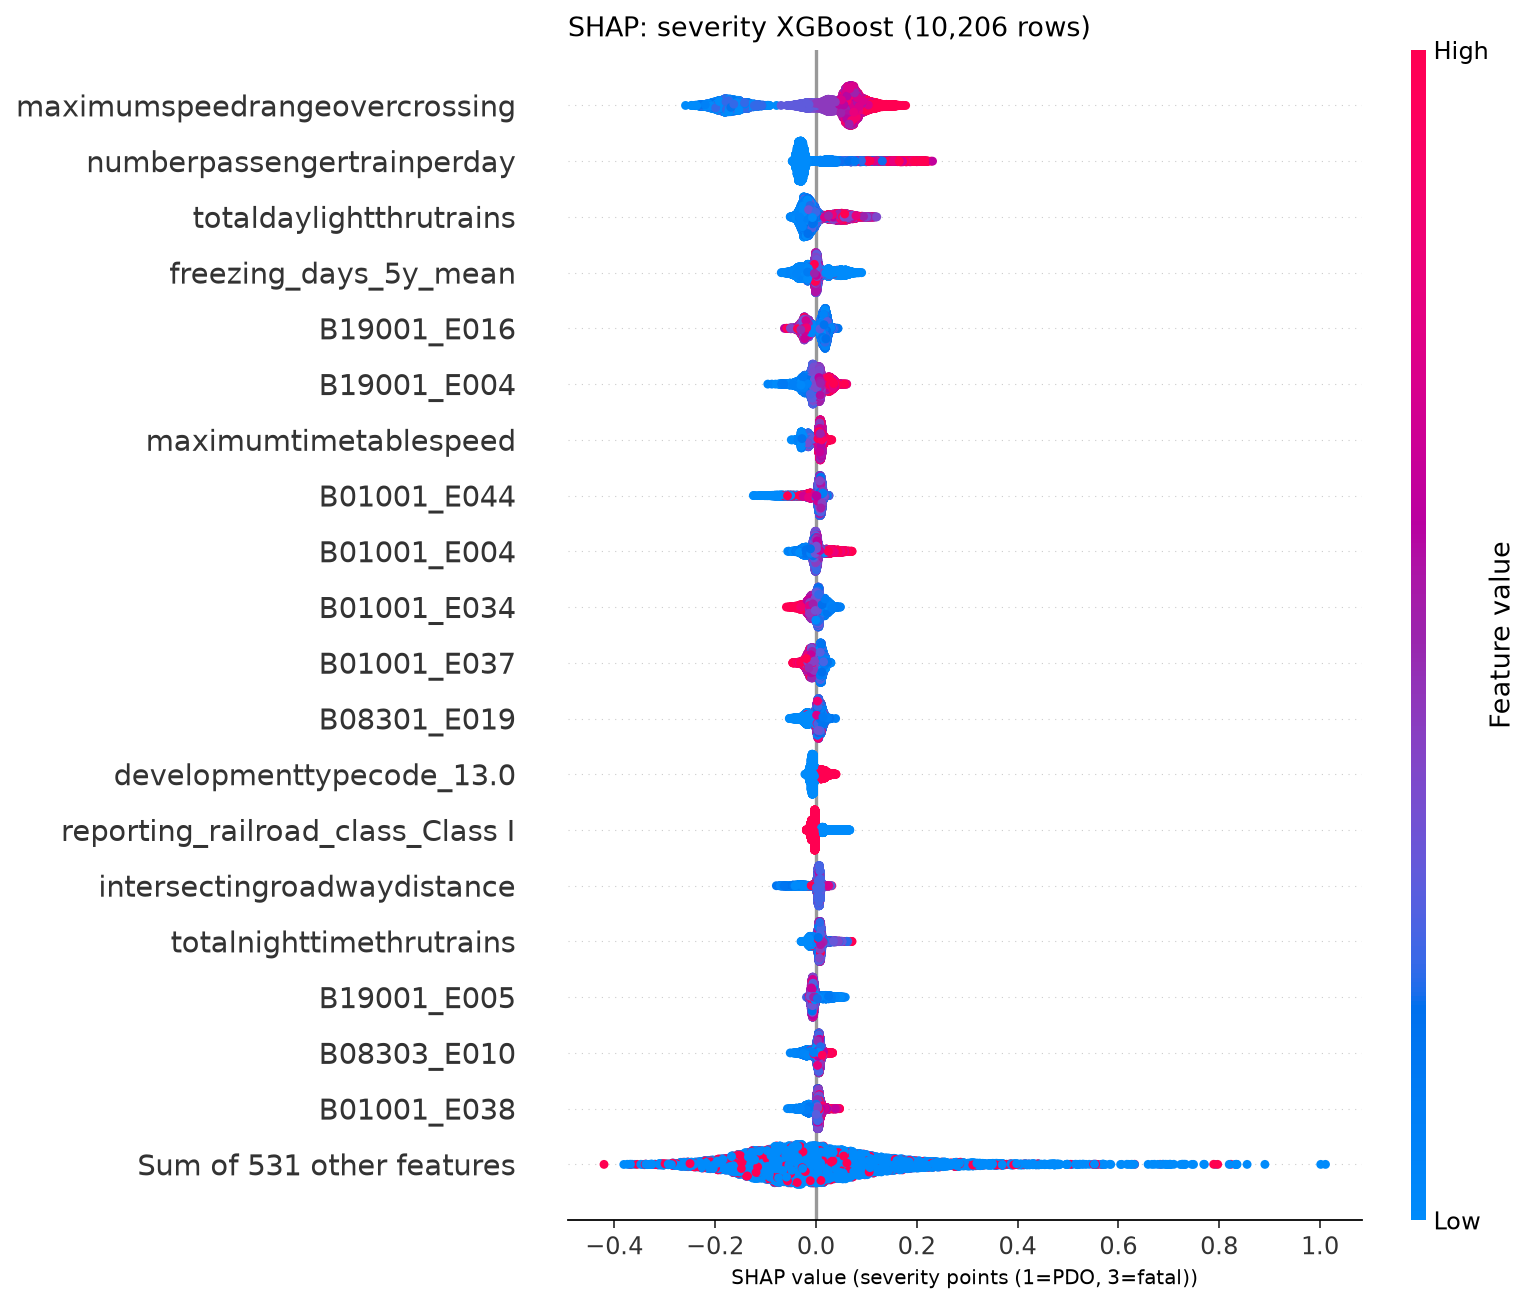 SHAP: severity XGBoost (10,206 rows)
High
maximumspeedrangeovercrossing
numberpassengertrainperday
totaldaylightthrutrains
freezing_days_5y_mean
B19001_E016
B19001_E004
maximumtimetablespeed
B01001_E044
B01001_E004
B01001_E034
B01001_E037
B08301_E019
developmenttypecode_13.0
reporting_railroad_class_Class I
intersectingroadwaydistance
totalnighttimethrutrains
B19001_E005
B08303_E010
B01001_E038
Sum of 531 other features
Feature value
Low
−0.4 −0.2 0.0 0.2 0.4 0.6 0.8 1.0
SHAP value (severity points (1=PDO, 3=fatal))